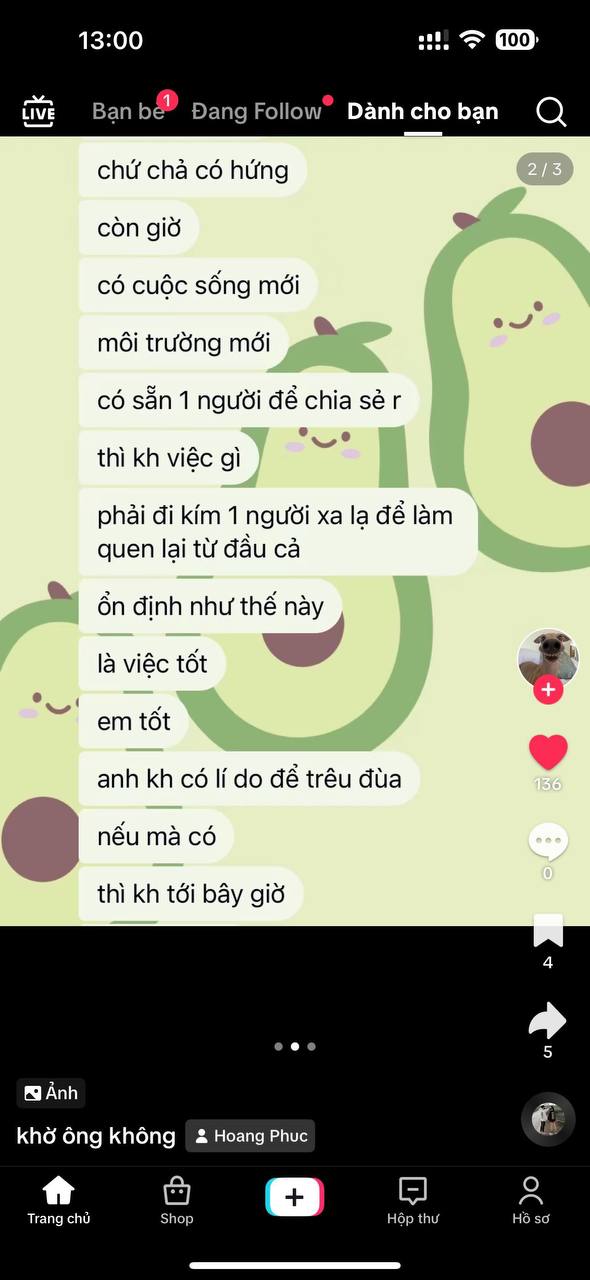 13:00
100
LIVE
Bạn bè
1
Đang Follow
Dành cho bạn
chứ chả có hứng
2 / 3
còn giờ
có cuộc sống mới
môi trường mới
có sẵn 1 người để chia sẻ r
thì kh việc gì
phải đi kím 1 người xa lạ để làm
quen lại từ đầu cả
ổn định như thế này
là việc tốt
em tốt
anh kh có lí do để trêu đùa
136
nếu mà có
0
thì kh tới bây giờ
4
5
Ảnh
khờ ông không
Hoang Phuc
Trang chủ
Shop
Hộp thư
Hồ sơ